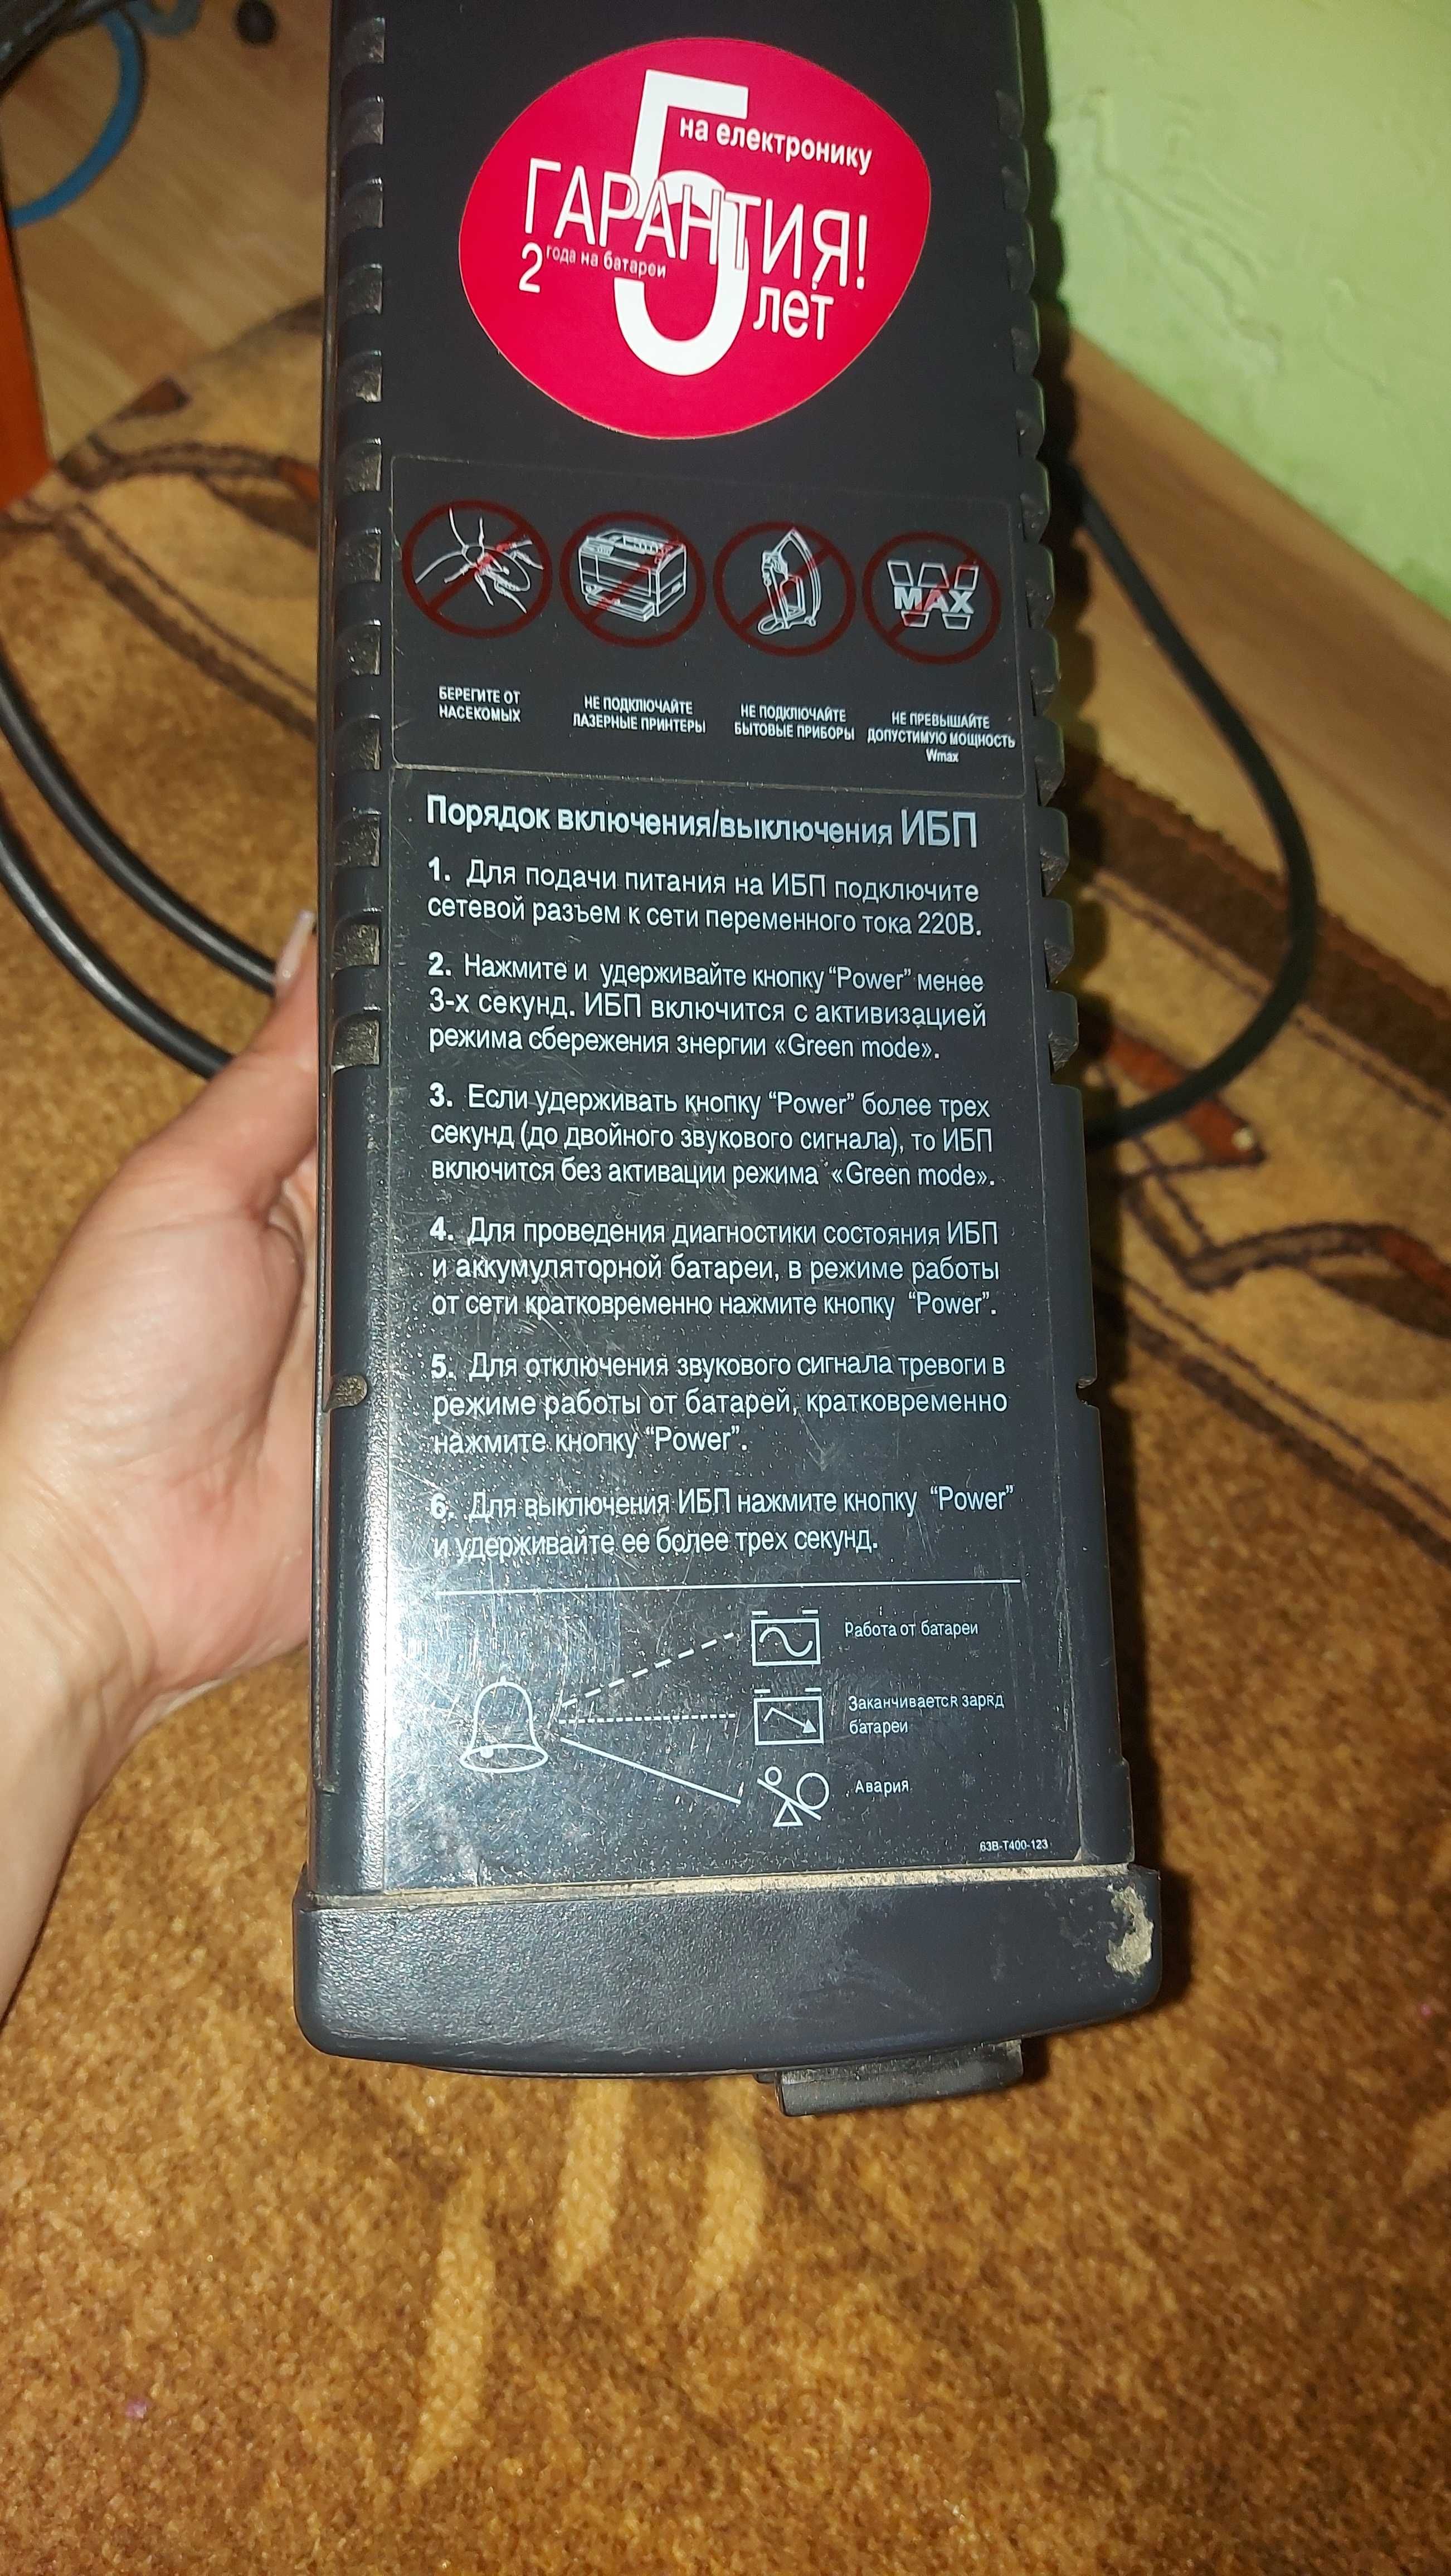 5
на електронику
ГАРАНТИЯ!
2 года на батареи
лет
БЕРЕГИТЕ ОТ
НАСЕКОМЫХ
НЕ ПОДКЛЮЧАЙТЕ
ЛАЗЕРНЫЕ ПРИНТЕРЫ
НЕ ПОДКЛЮЧАЙТЕ
БЫТОВЫЕ ПРИБОРЫ
W
MAX
НЕ ПРЕВЫШАЙТЕ
ДОПУСТИМУЮ МОЩНОСТЬ
Wmax
Порядок включения/выключения ИБП
1. Для подачи питания на ИБП подключите
сетевой разъем к сети переменного тока 220В.
2. Нажмите и удерживайте кнопку “Power” менее
3-х секунд. ИБП включится с активизацией
режима сбережения знергии «Green mode».
3. Если удерживать кнопку “Power” более трех
секунд (до двойного звукового сигнала), то ИБП
включится без активации режима «Green mode».
4. Для проведения диагностики состояния ИБП
и аккумуляторной батареи, в режиме работы
от сети кратковременно нажмите кнопку “Power”.
5. Для отключения звукового сигнала тревоги в
режиме работы от батарей, кратковременно
нажмите кнопку “Power”.
6. Для выключения ИБП нажмите кнопку “Power”
и удерживайте ее более трех секунд.
Работа от батареи
Заканчивается заряд
батареи
Авария
63B-T400-123